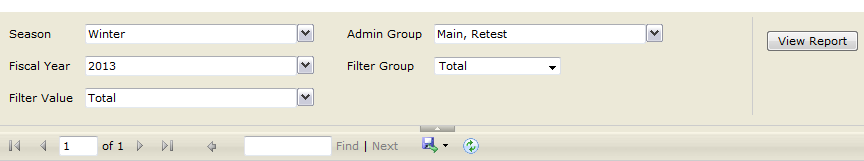 Season Winter Admin Group Main, Retest
View Report
Fiscal Year 2013 Filter Group Total
Filter Value Total
1 of 1 Find | Next